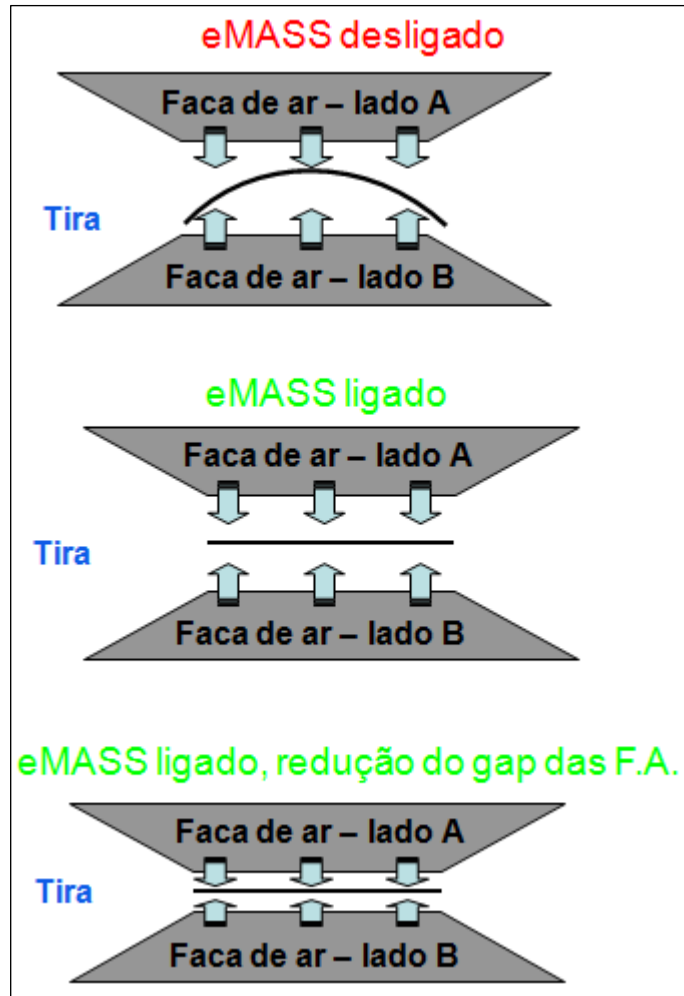 eMASS desligado
Faca de ar – lado A
Tira
Faca de ar – lado B
eMASS ligado
Faca de ar – lado A
Tira
Faca de ar – lado B
eMASS ligado, redução do gap das F.A.
Faca de ar – lado A
Tira
Faca de ar – lado B